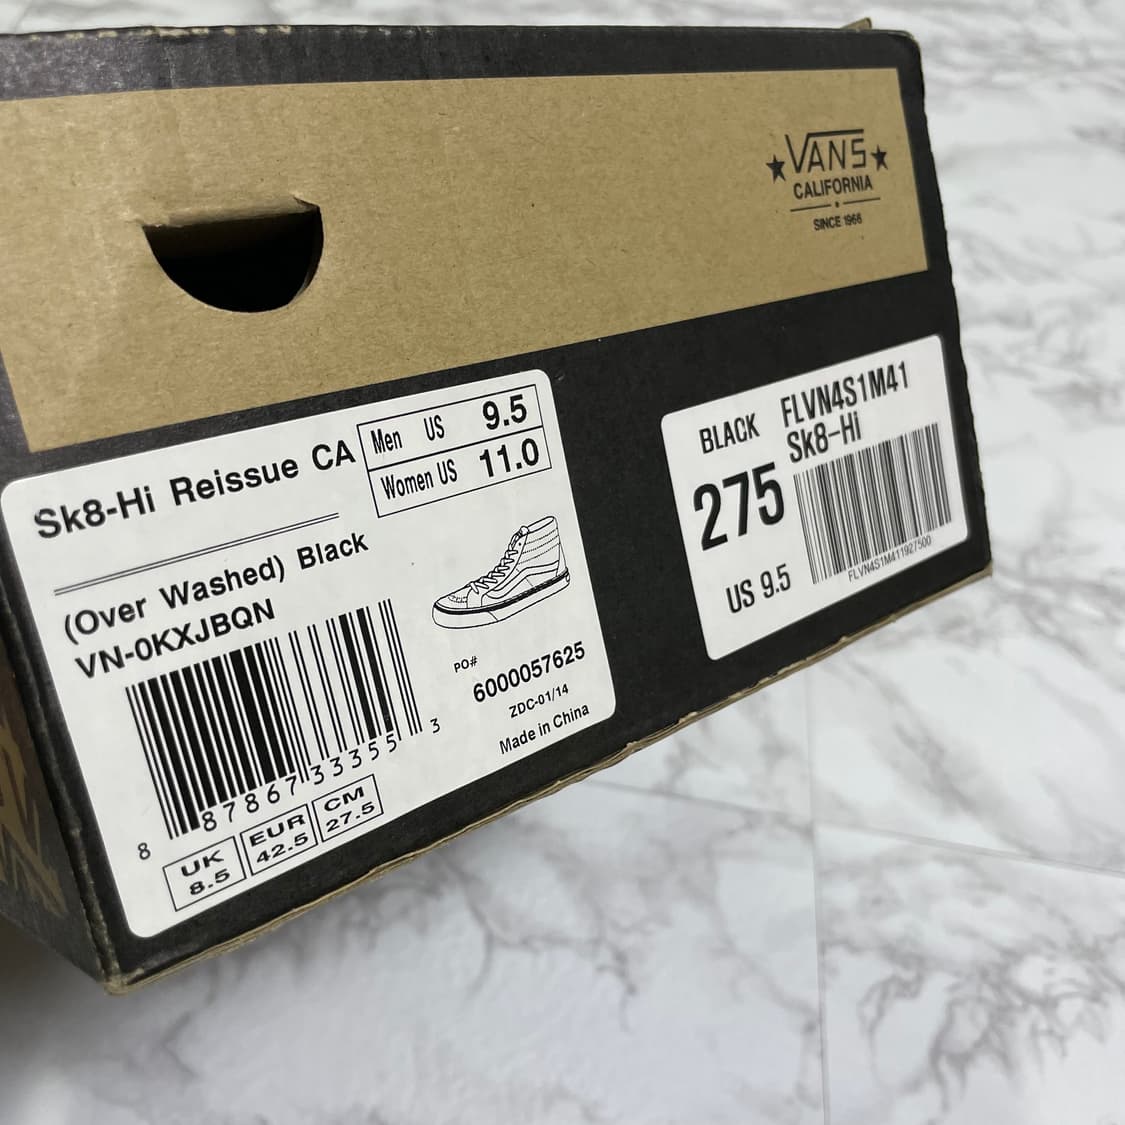 VANS
CALIFORNIA
SINCE 1966
Sk8-Hi Reissue CA
Men US 9.5
Women US 11.0
(Over Washed) Black
VN-0KXJBQN
8 87867 33355 3
PO#
6000057625
ZDC-01/14
Made in China
UK
8.5
EUR
42.5
CM
27.5
BLACK FLVN4S1M41
Sk8-Hi
275
US 9.5
FLVN4S1M411927500